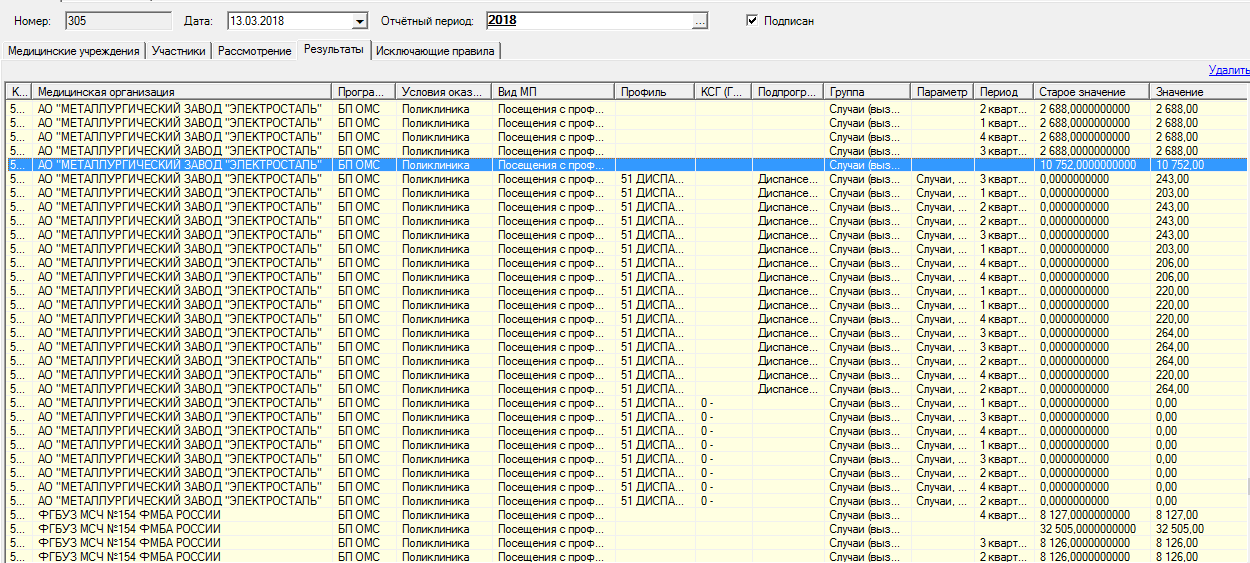 Номер: 305 Дата: 13.03.2018 Отчётный период: 2018 ... Подписан
Медицинские учреждения Участники Рассмотрение Результаты Исключающие правила
Удалить
К... Медицинская организация Програ... Условия оказ... Вид МП Профиль КСГ (Г... Подпрогр... Группа Параметр Период Старое значение Значение
5... АО "МЕТАЛЛУРГИЧЕСКИЙ ЗАВОД "ЭЛЕКТРОСТАЛЬ" БП ОМС Поликлиника Посещения с проф... Случаи (выз... 2 кварт... 2 688,0000000000 2 688,00
5... АО "МЕТАЛЛУРГИЧЕСКИЙ ЗАВОД "ЭЛЕКТРОСТАЛЬ" БП ОМС Поликлиника Посещения с проф... Случаи (выз... 1 кварт... 2 688,0000000000 2 688,00
5... АО "МЕТАЛЛУРГИЧЕСКИЙ ЗАВОД "ЭЛЕКТРОСТАЛЬ" БП ОМС Поликлиника Посещения с проф... Случаи (выз... 4 кварт... 2 688,0000000000 2 688,00
5... АО "МЕТАЛЛУРГИЧЕСКИЙ ЗАВОД "ЭЛЕКТРОСТАЛЬ" БП ОМС Поликлиника Посещения с проф... Случаи (выз... 3 кварт... 2 688,0000000000 2 688,00
5... АО "МЕТАЛЛУРГИЧЕСКИЙ ЗАВОД "ЭЛЕКТРОСТАЛЬ" БП ОМС Поликлиника Посещения с проф... Случаи (выз... 10 752,0000000000 10 752,00
5... АО "МЕТАЛЛУРГИЧЕСКИЙ ЗАВОД "ЭЛЕКТРОСТАЛЬ" БП ОМС Поликлиника Посещения с проф... 51 ДИСПА... Диспансе... Случаи (выз... Случаи, ... 3 кварт... 0,0000000000 243,00
5... АО "МЕТАЛЛУРГИЧЕСКИЙ ЗАВОД "ЭЛЕКТРОСТАЛЬ" БП ОМС Поликлиника Посещения с проф... 51 ДИСПА... Диспансе... Случаи (выз... Случаи, ... 1 кварт... 0,0000000000 203,00
5... АО "МЕТАЛЛУРГИЧЕСКИЙ ЗАВОД "ЭЛЕКТРОСТАЛЬ" БП ОМС Поликлиника Посещения с проф... 51 ДИСПА... Диспансе... Случаи (выз... Случаи, ... 2 кварт... 0,0000000000 243,00
5... АО "МЕТАЛЛУРГИЧЕСКИЙ ЗАВОД "ЭЛЕКТРОСТАЛЬ" БП ОМС Поликлиника Посещения с проф... 51 ДИСПА... Диспансе... Случаи (выз... Случаи, ... 2 кварт... 0,0000000000 243,00
5... АО "МЕТАЛЛУРГИЧЕСКИЙ ЗАВОД "ЭЛЕКТРОСТАЛЬ" БП ОМС Поликлиника Посещения с проф... 51 ДИСПА... Диспансе... Случаи (выз... Случаи, ... 3 кварт... 0,0000000000 243,00
5... АО "МЕТАЛЛУРГИЧЕСКИЙ ЗАВОД "ЭЛЕКТРОСТАЛЬ" БП ОМС Поликлиника Посещения с проф... 51 ДИСПА... Диспансе... Случаи (выз... Случаи, ... 1 кварт... 0,0000000000 203,00
5... АО "МЕТАЛЛУРГИЧЕСКИЙ ЗАВОД "ЭЛЕКТРОСТАЛЬ" БП ОМС Поликлиника Посещения с проф... 51 ДИСПА... Диспансе... Случаи (выз... Случаи, ... 4 кварт... 0,0000000000 206,00
5... АО "МЕТАЛЛУРГИЧЕСКИЙ ЗАВОД "ЭЛЕКТРОСТАЛЬ" БП ОМС Поликлиника Посещения с проф... 51 ДИСПА... Диспансе... Случаи (выз... Случаи, ... 4 кварт... 0,0000000000 206,00
5... АО "МЕТАЛЛУРГИЧЕСКИЙ ЗАВОД "ЭЛЕКТРОСТАЛЬ" БП ОМС Поликлиника Посещения с проф... 51 ДИСПА... Диспансе... Случаи (выз... Случаи, ... 1 кварт... 0,0000000000 220,00
5... АО "МЕТАЛЛУРГИЧЕСКИЙ ЗАВОД "ЭЛЕКТРОСТАЛЬ" БП ОМС Поликлиника Посещения с проф... 51 ДИСПА... Диспансе... Случаи (выз... Случаи, ... 1 кварт... 0,0000000000 220,00
5... АО "МЕТАЛЛУРГИЧЕСКИЙ ЗАВОД "ЭЛЕКТРОСТАЛЬ" БП ОМС Поликлиника Посещения с проф... 51 ДИСПА... Диспансе... Случаи (выз... Случаи, ... 4 кварт... 0,0000000000 220,00
5... АО "МЕТАЛЛУРГИЧЕСКИЙ ЗАВОД "ЭЛЕКТРОСТАЛЬ" БП ОМС Поликлиника Посещения с проф... 51 ДИСПА... Диспансе... Случаи (выз... Случаи, ... 3 кварт... 0,0000000000 264,00
5... АО "МЕТАЛЛУРГИЧЕСКИЙ ЗАВОД "ЭЛЕКТРОСТАЛЬ" БП ОМС Поликлиника Посещения с проф... 51 ДИСПА... Диспансе... Случаи (выз... Случаи, ... 3 кварт... 0,0000000000 264,00
5... АО "МЕТАЛЛУРГИЧЕСКИЙ ЗАВОД "ЭЛЕКТРОСТАЛЬ" БП ОМС Поликлиника Посещения с проф... 51 ДИСПА... Диспансе... Случаи (выз... Случаи, ... 2 кварт... 0,0000000000 264,00
5... АО "МЕТАЛЛУРГИЧЕСКИЙ ЗАВОД "ЭЛЕКТРОСТАЛЬ" БП ОМС Поликлиника Посещения с проф... 51 ДИСПА... Диспансе... Случаи (выз... Случаи, ... 4 кварт... 0,0000000000 220,00
5... АО "МЕТАЛЛУРГИЧЕСКИЙ ЗАВОД "ЭЛЕКТРОСТАЛЬ" БП ОМС Поликлиника Посещения с проф... 51 ДИСПА... Диспансе... Случаи (выз... Случаи, ... 2 кварт... 0,0000000000 264,00
5... АО "МЕТАЛЛУРГИЧЕСКИЙ ЗАВОД "ЭЛЕКТРОСТАЛЬ" БП ОМС Поликлиника Посещения с проф... 51 ДИСПА... 0 - Случаи (выз... Случаи, ... 1 кварт... 0,0000000000 0,00
5... АО "МЕТАЛЛУРГИЧЕСКИЙ ЗАВОД "ЭЛЕКТРОСТАЛЬ" БП ОМС Поликлиника Посещения с проф... 51 ДИСПА... 0 - Случаи (выз... Случаи, ... 3 кварт... 0,0000000000 0,00
5... АО "МЕТАЛЛУРГИЧЕСКИЙ ЗАВОД "ЭЛЕКТРОСТАЛЬ" БП ОМС Поликлиника Посещения с проф... 51 ДИСПА... 0 - Случаи (выз... Случаи, ... 4 кварт... 0,0000000000 0,00
5... АО "МЕТАЛЛУРГИЧЕСКИЙ ЗАВОД "ЭЛЕКТРОСТАЛЬ" БП ОМС Поликлиника Посещения с проф... 51 ДИСПА... 0 - Случаи (выз... Случаи, ... 1 кварт... 0,0000000000 0,00
5... АО "МЕТАЛЛУРГИЧЕСКИЙ ЗАВОД "ЭЛЕКТРОСТАЛЬ" БП ОМС Поликлиника Посещения с проф... 51 ДИСПА... 0 - Случаи (выз... Случаи, ... 3 кварт... 0,0000000000 0,00
5... АО "МЕТАЛЛУРГИЧЕСКИЙ ЗАВОД "ЭЛЕКТРОСТАЛЬ" БП ОМС Поликлиника Посещения с проф... 51 ДИСПА... 0 - Случаи (выз... Случаи, ... 2 кварт... 0,0000000000 0,00
5... АО "МЕТАЛЛУРГИЧЕСКИЙ ЗАВОД "ЭЛЕКТРОСТАЛЬ" БП ОМС Поликлиника Посещения с проф... 51 ДИСПА... 0 - Случаи (выз... Случаи, ... 4 кварт... 0,0000000000 0,00
5... АО "МЕТАЛЛУРГИЧЕСКИЙ ЗАВОД "ЭЛЕКТРОСТАЛЬ" БП ОМС Поликлиника Посещения с проф... 51 ДИСПА... 0 - Случаи (выз... Случаи, ... 2 кварт... 0,0000000000 0,00
5... ФГБУЗ МСЧ №154 ФМБА РОССИИ БП ОМС Поликлиника Посещения с проф... Случаи (выз... 4 кварт... 8 127,0000000000 8 127,00
5... ФГБУЗ МСЧ №154 ФМБА РОССИИ БП ОМС Поликлиника Посещения с проф... Случаи (выз... 32 505,0000000000 32 505,00
5... ФГБУЗ МСЧ №154 ФМБА РОССИИ БП ОМС Поликлиника Посещения с проф... Случаи (выз... 3 кварт... 8 126,0000000000 8 126,00
5... ФГБУЗ МСЧ №154 ФМБА РОССИИ БП ОМС Поликлиника Посещения с проф... Случаи (выз... 2 кварт... 8 126,0000000000 8 126,00